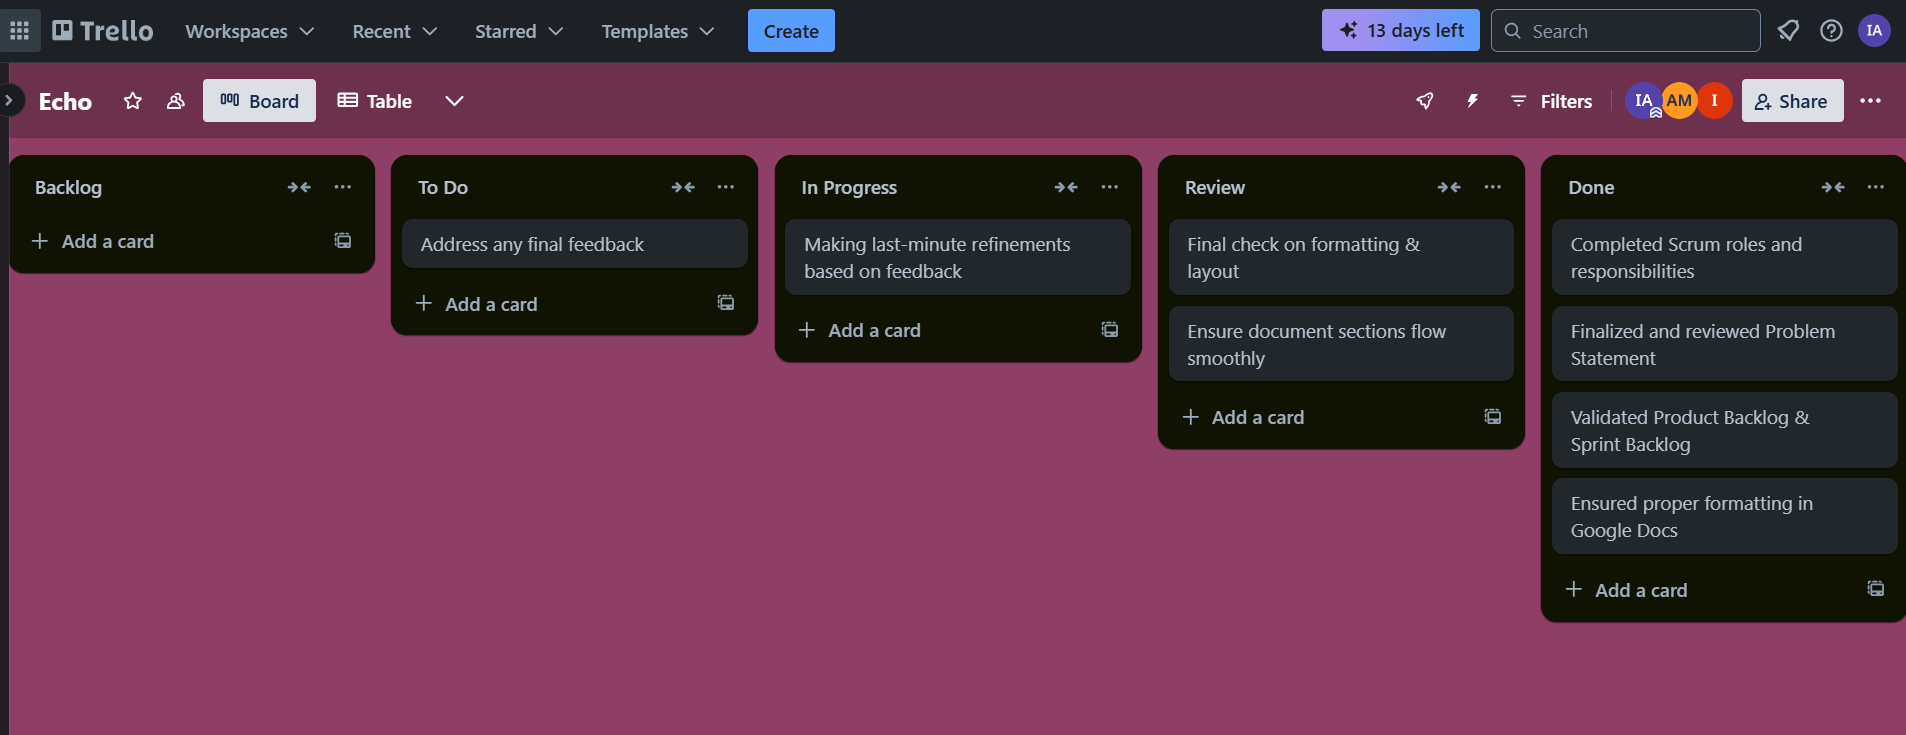 Trello Workspaces Recent Starred Templates Create 13 days left Search IA
Echo Board Table Filters IA AM I Share
Backlog
Add a card
To Do
Address any final feedback
Add a card
In Progress
Making last-minute refinements
based on feedback
Add a card
Review
Final check on formatting &
layout
Ensure document sections flow
smoothly
Add a card
Done
Completed Scrum roles and
responsibilities
Finalized and reviewed Problem
Statement
Validated Product Backlog &
Sprint Backlog
Ensured proper formatting in
Google Docs
Add a card